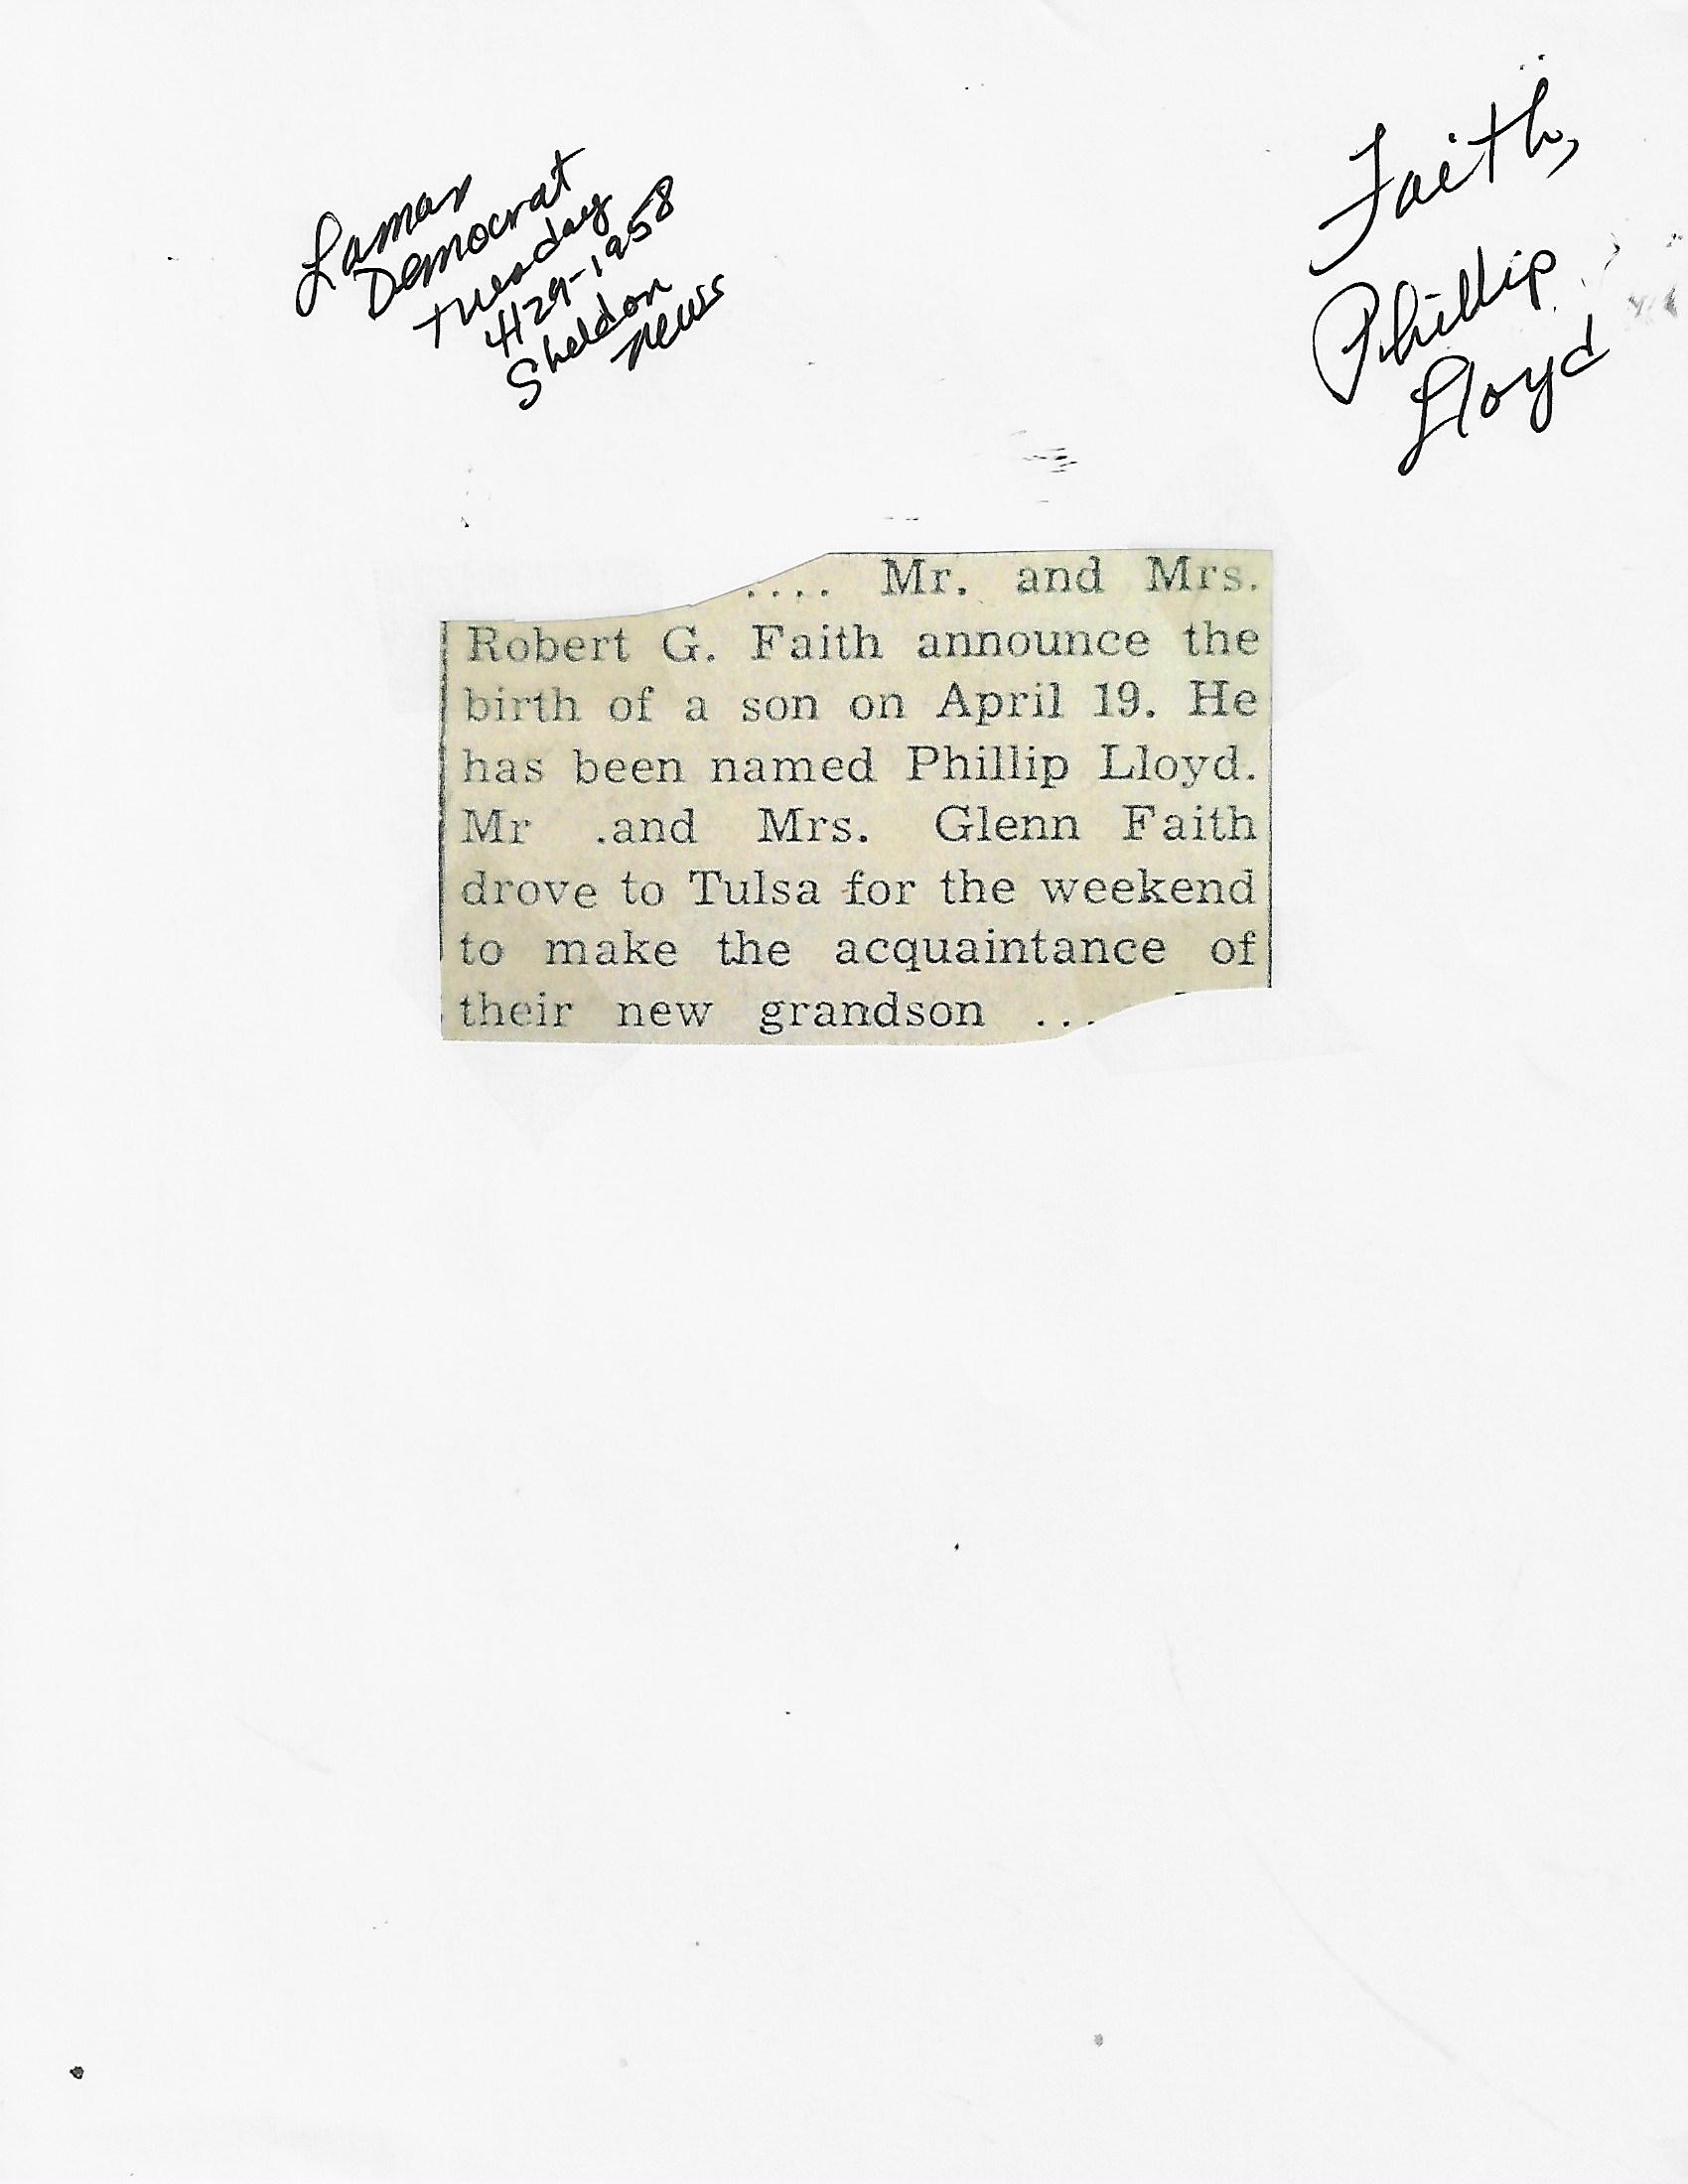 Lamar
Democrat
Tuesday
4-29-1958
Sheldon
News
Faith,
Phillip
Lloyd
.... Mr. and Mrs.
Robert G. Faith announce the
birth of a son on April 19. He
has been named Phillip Lloyd.
Mr .and Mrs. Glenn Faith
drove to Tulsa for the weekend
to make the acquaintance of
their new grandson ...